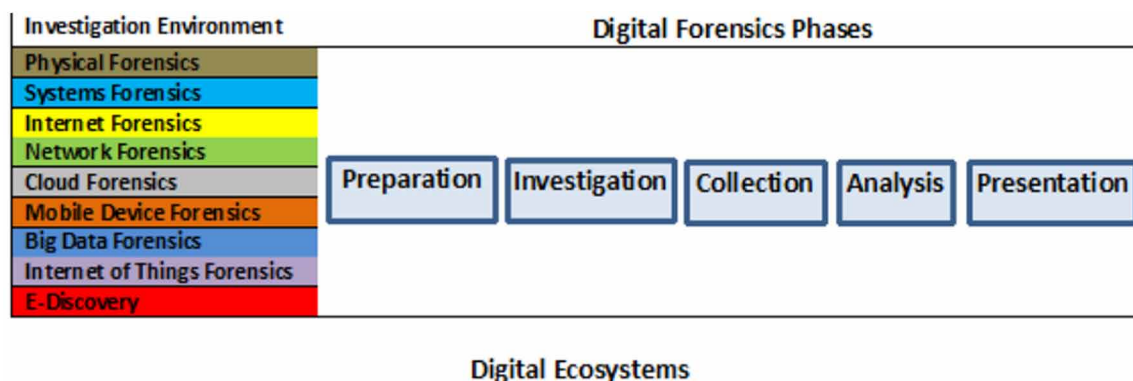 Investigation Environment
Digital Forensics Phases
Physical Forensics
Systems Forensics
Internet Forensics
Network Forensics
Cloud Forensics
Mobile Device Forensics
Big Data Forensics
Internet of Things Forensics
E-Discovery
Preparation
Investigation
Collection
Analysis
Presentation
Digital Ecosystems